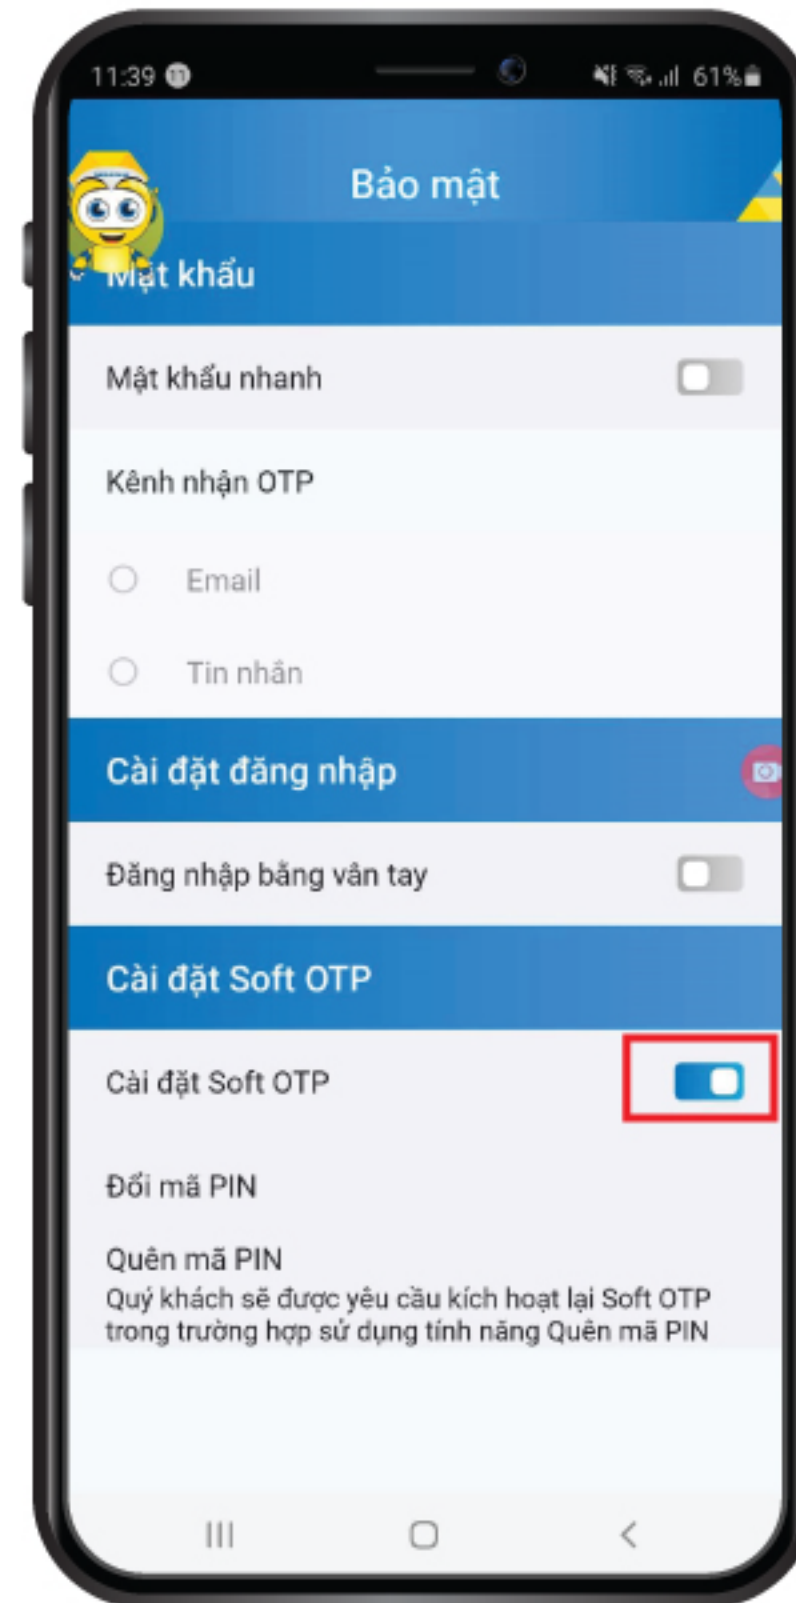 11:39
61%
Bảo mật
Mật khẩu
Mật khẩu nhanh
Kênh nhận OTP
Email
Tin nhắn
Cài đặt đăng nhập
Đăng nhập bằng vân tay
Cài đặt Soft OTP
Cài đặt Soft OTP
Đổi mã PIN
Quên mã PIN
Quý khách sẽ được yêu cầu kích hoạt lại Soft OTP
trong trường hợp sử dụng tính năng Quên mã PIN